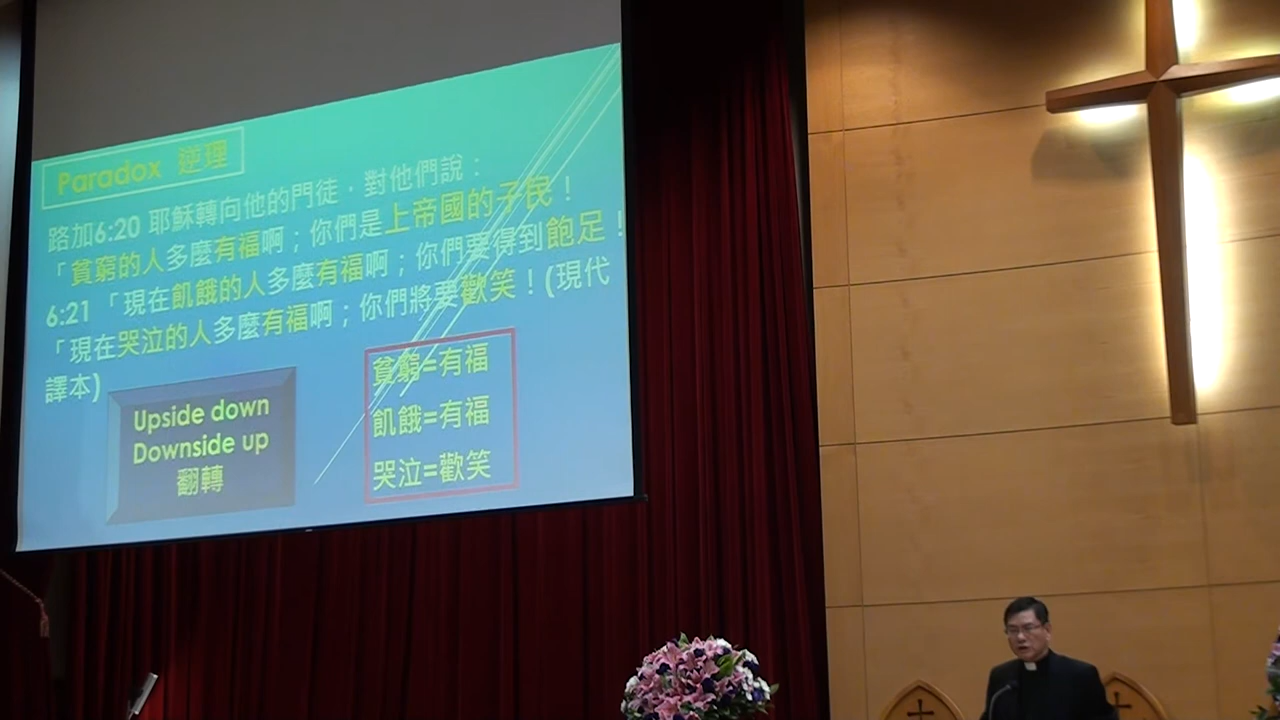 Paradox 逆理
路加6:20 耶穌轉向他的門徒，對他們說：
「貧窮的人多麼有福啊；你們是上帝國的子民！
6:21 「現在飢餓的人多麼有福啊；你們要得到飽足！
「現在哭泣的人多麼有福啊；你們將要歡笑！(現代
譯本)
Upside down
Downside up
翻轉
貧窮=有福
飢餓=有福
哭泣=歡笑